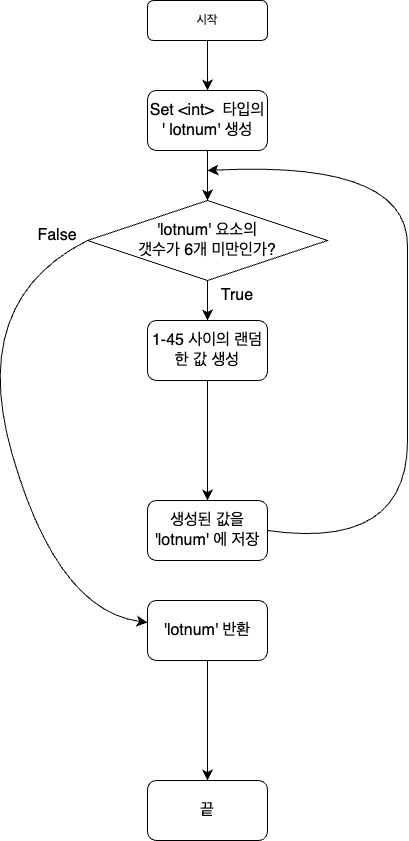 시작
Set <int> 타입의
' lotnum' 생성
'lotnum' 요소의
갯수가 6개 미만인가?
False
True
1-45 사이의 랜덤
한 값 생성
생성된 값을
'lotnum' 에 저장
'lotnum' 반환
끝